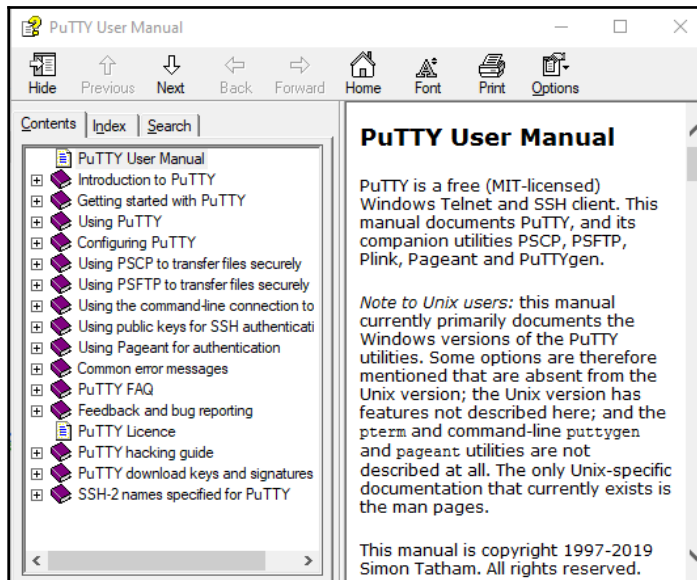 PuTTY User Manual
Hide Previous Next Back Forward Home Font Print Options
Contents Index Search
PuTTY User Manual
Introduction to PuTTY
Getting started with PuTTY
Using PuTTY
Configuring PuTTY
Using PSCP to transfer files securely
Using PSFTP to transfer files securely
Using the command-line connection to
Using public keys for SSH authenticati
Using Pageant for authentication
Common error messages
PuTTY FAQ
Feedback and bug reporting
PuTTY Licence
PuTTY hacking guide
PuTTY download keys and signatures
SSH-2 names specified for PuTTY
PuTTY User Manual
PuTTY is a free (MIT-licensed)
Windows Telnet and SSH client. This
manual documents PuTTY, and its
companion utilities PSCP, PSFTP,
Plink, Pageant and PuTTYgen.
Note to Unix users: this manual
currently primarily documents the
Windows versions of the PuTTY
utilities. Some options are therefore
mentioned that are absent from the
Unix version; the Unix version has
features not described here; and the
pterm and command-line puttygen
and pageant utilities are not
described at all. The only Unix-specific
documentation that currently exists is
the man pages.
This manual is copyright 1997-2019
Simon Tatham. All rights reserved.